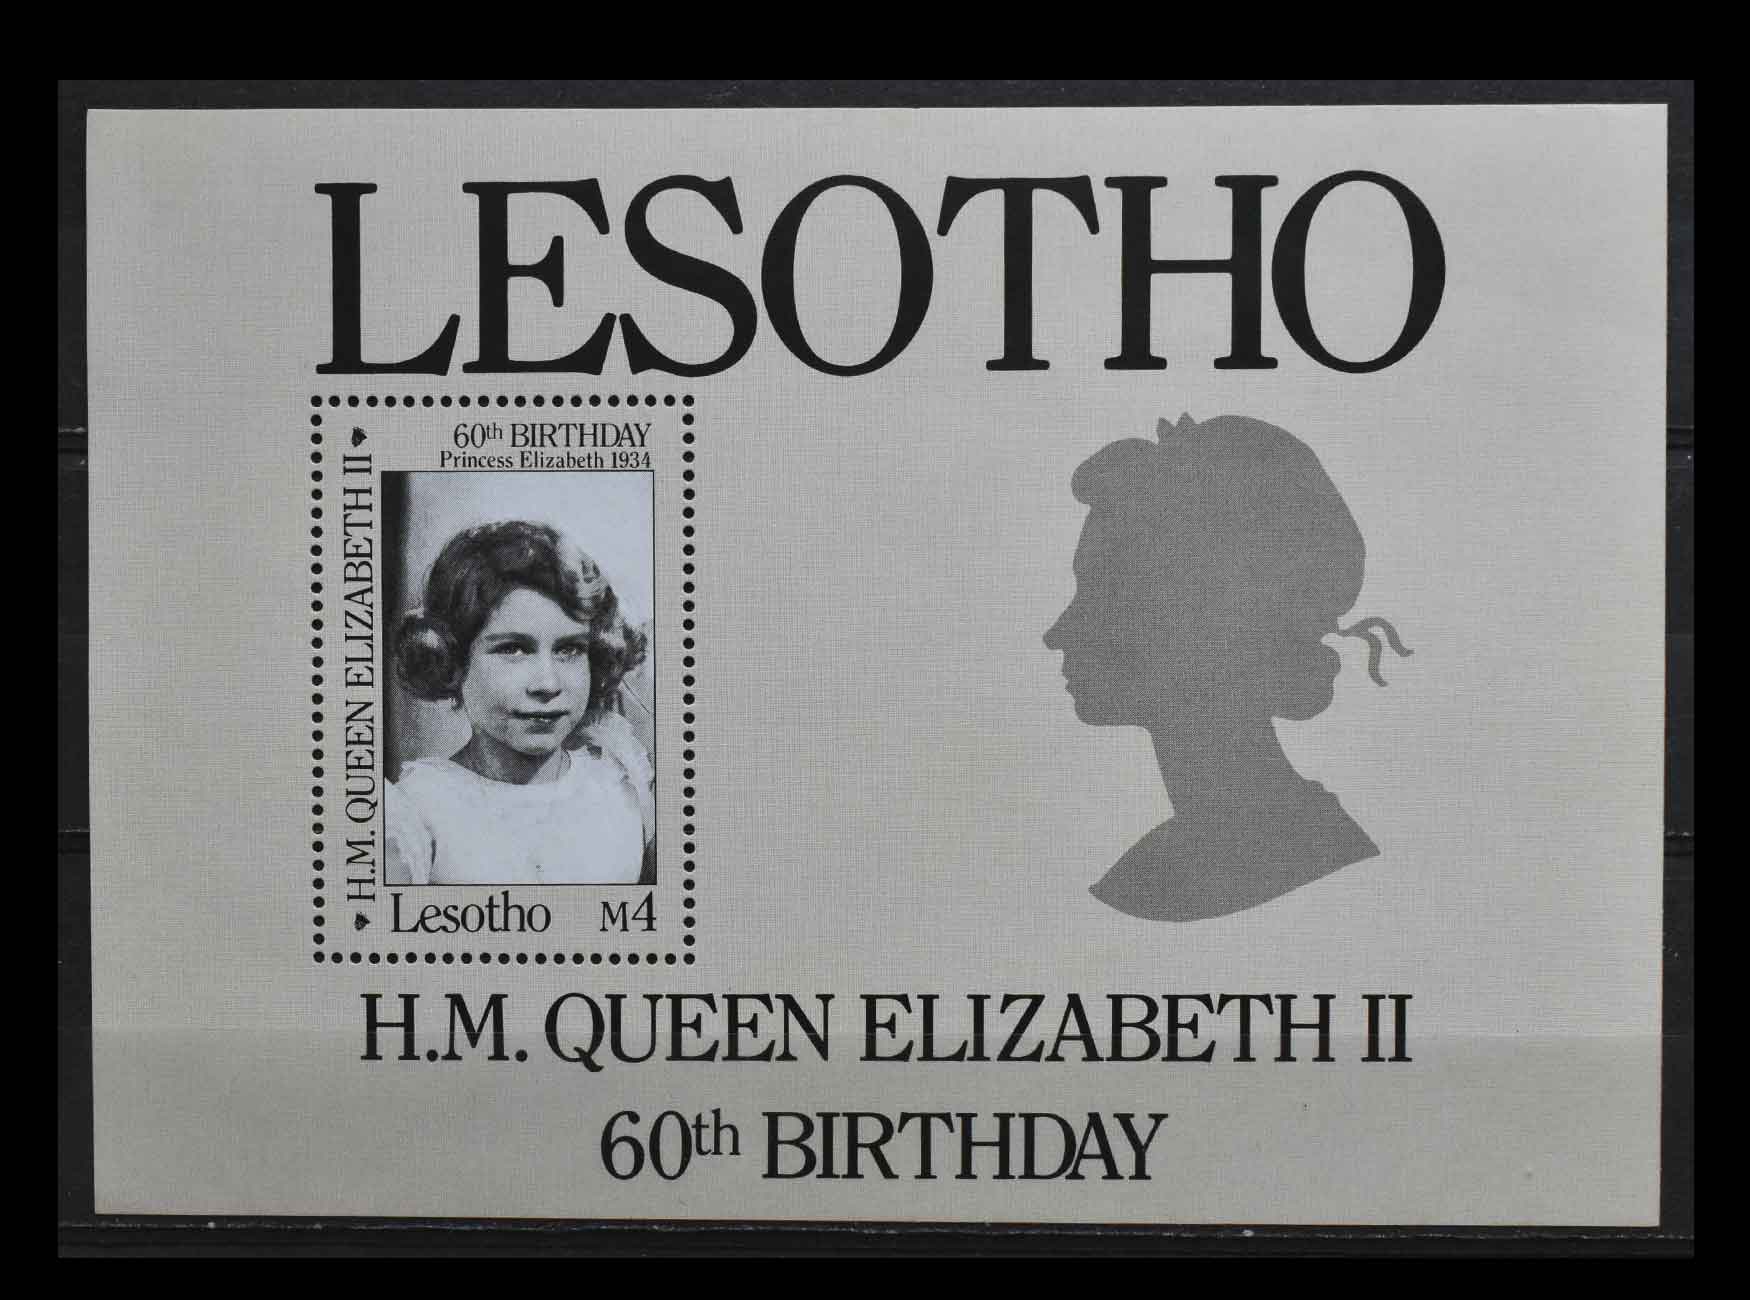 LESOTHO
60th BIRTHDAY
Princess Elizabeth 1934
H.M. QUEEN ELIZABETH II
Lesotho M4
H.M. QUEEN ELIZABETH II
60th BIRTHDAY